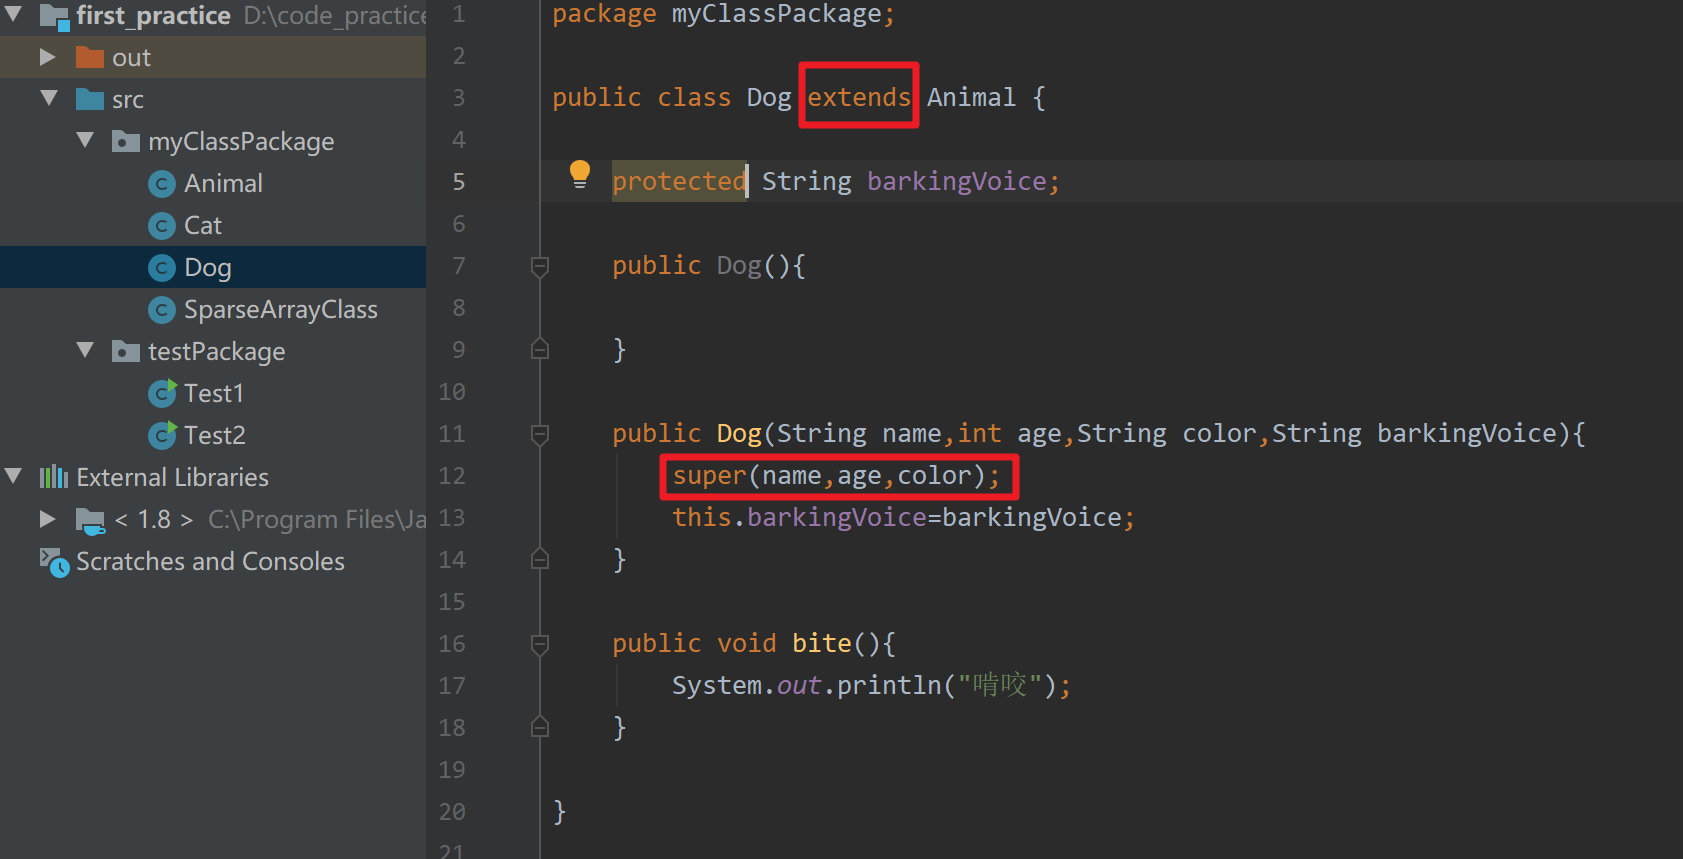 first_practice D:\code_practice
out
src
myClassPackage
Animal
Cat
Dog
SparseArrayClass
testPackage
Test1
Test2
External Libraries
< 1.8 > C:\Program Files\Ja
Scratches and Consoles
1 package myClassPackage;
2
3 public class Dog extends Animal {
4
5 protected String barkingVoice;
6
7 public Dog(){
8
9 }
10
11 public Dog(String name,int age,String color,String barkingVoice){
12 super(name,age,color);
13 this.barkingVoice=barkingVoice;
14 }
15
16 public void bite(){
17 System.out.println("啃咬");
18 }
19
20 }
21